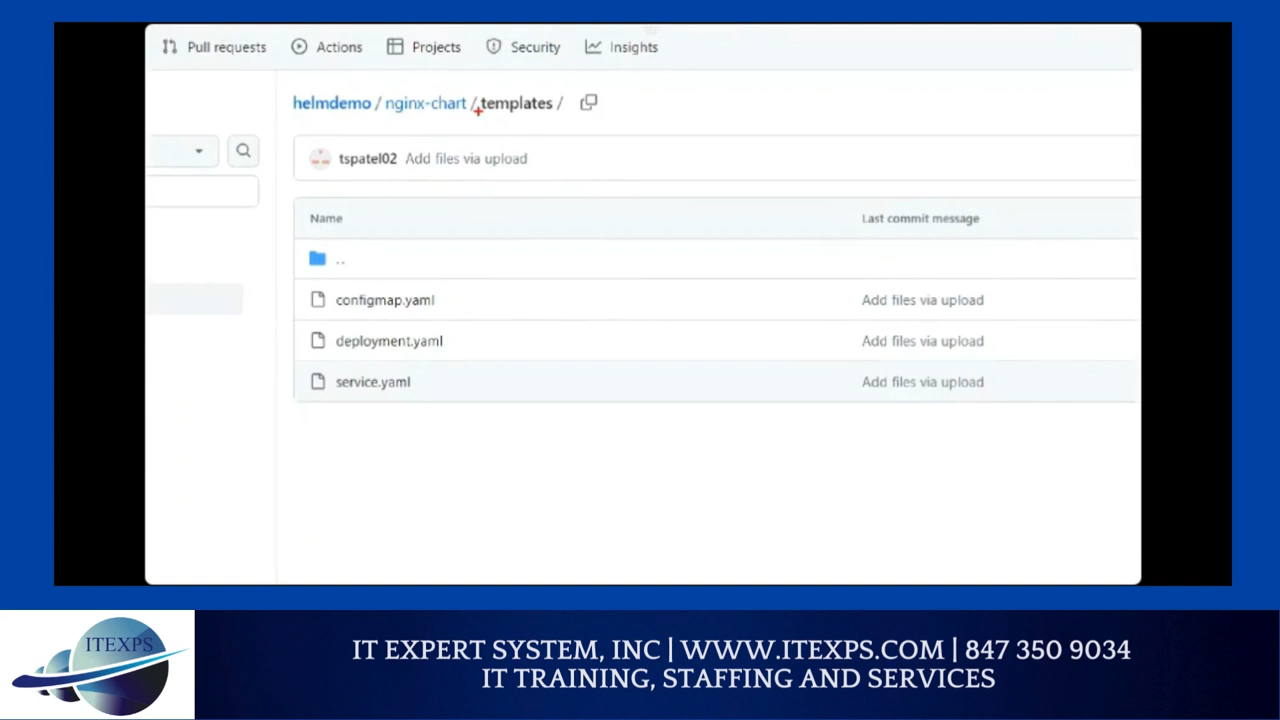 Pull requests Actions Projects Security Insights
helmdemo / nginx-chart / templates /
tspatel02 Add files via upload
Name Last commit message
..
configmap.yaml Add files via upload
deployment.yaml Add files via upload
service.yaml Add files via upload
ITEXPS
IT EXPERT SYSTEM, INC | WWW.ITEXPS.COM | 847 350 9034
IT TRAINING, STAFFING AND SERVICES